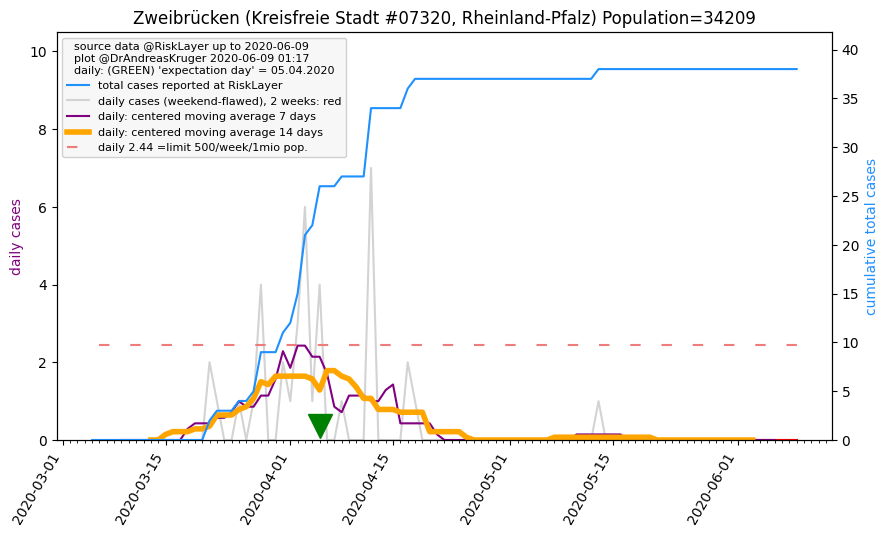 Zweibrücken (Kreisfreie Stadt #07320, Rheinland-Pfalz) Population=34209
source data @RiskLayer up to 2020-06-09
plot @DrAndreasKruger 2020-06-09 01:17
daily: (GREEN) 'expectation day' = 05.04.2020
total cases reported at RiskLayer
daily cases (weekend-flawed), 2 weeks: red
daily: centered moving average 7 days
daily: centered moving average 14 days
daily 2.44 =limit 500/week/1mio pop.
daily cases
10
8
6
4
2
0
cumulative total cases
40
35
30
25
20
15
10
5
0
2020-03-01
2020-03-15
2020-04-01
2020-04-15
2020-05-01
2020-05-15
2020-06-01